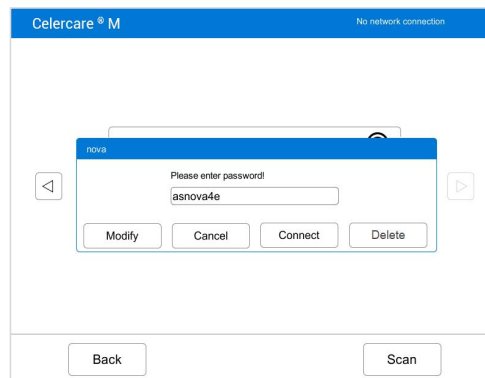 Celercare ® M
No network connection
nova
Please enter password!
asnova4e
Modify
Cancel
Connect
Delete
Back
Scan